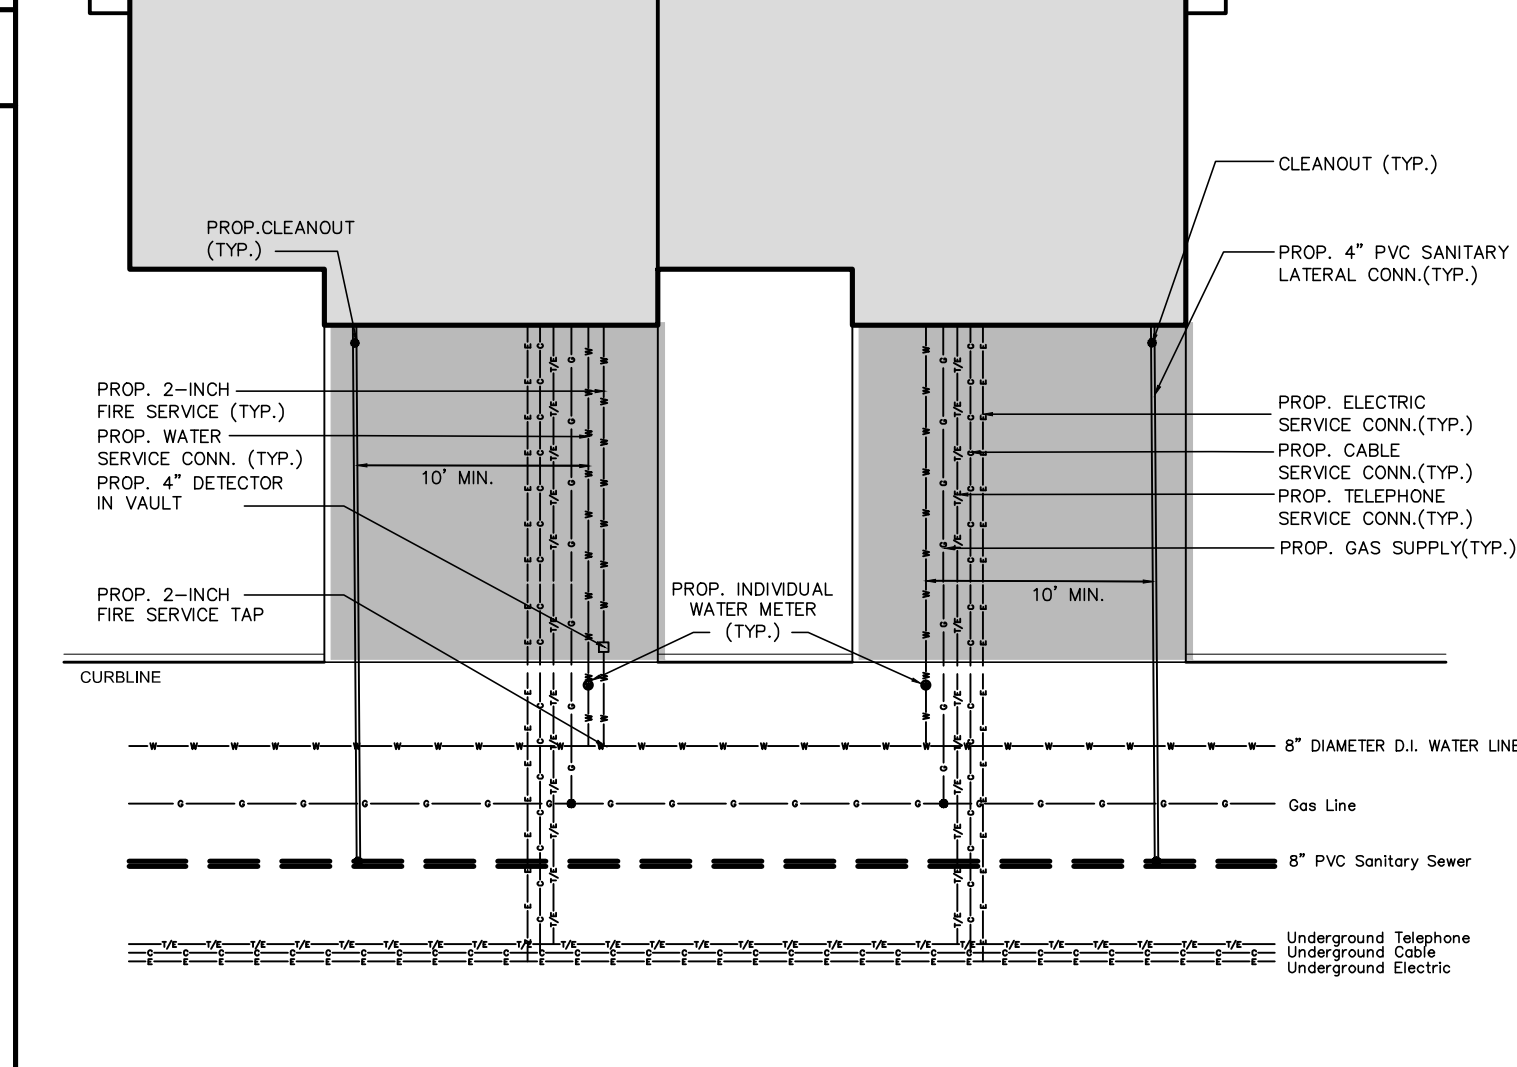 CLEANOUT (TYP.)
PROP.CLEANOUT
(TYP.)
PROP. 4" PVC SANITARY
LATERAL CONN.(TYP.)
PROP. 2-INCH
FIRE SERVICE (TYP.)
PROP. WATER
SERVICE CONN. (TYP.)
PROP. 4" DETECTOR
IN VAULT
10' MIN.
PROP. ELECTRIC
SERVICE CONN.(TYP.)
PROP. CABLE
SERVICE CONN.(TYP.)
PROP. TELEPHONE
SERVICE CONN.(TYP.)
PROP. GAS SUPPLY(TYP.)
PROP. 2-INCH
FIRE SERVICE TAP
PROP. INDIVIDUAL
WATER METER
(TYP.)
10' MIN.
CURBLINE
8" DIAMETER D.I. WATER LINE
Gas Line
8" PVC Sanitary Sewer
Underground Telephone
Underground Cable
Underground Electric